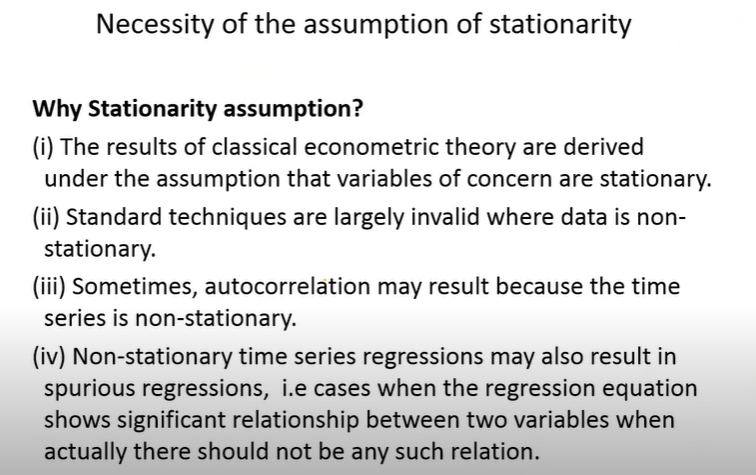 Necessity of the assumption of stationarity
Why Stationarity assumption?
(i) The results of classical econometric theory are derived
under the assumption that variables of concern are stationary.
(ii) Standard techniques are largely invalid where data is non-
stationary.
(iii) Sometimes, autocorrelation may result because the time
series is non-stationary.
(iv) Non-stationary time series regressions may also result in
spurious regressions, i.e cases when the regression equation
shows significant relationship between two variables when
actually there should not be any such relation.